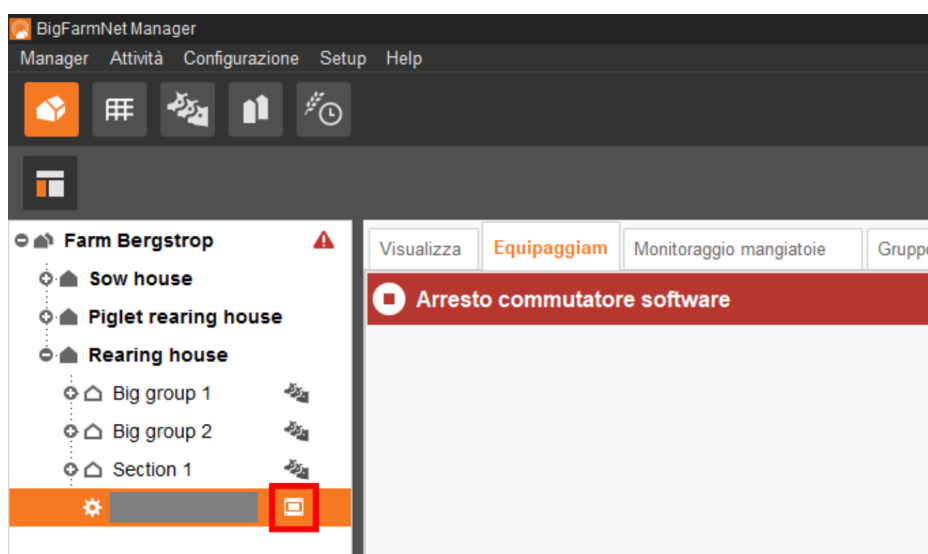 BigFarmNet Manager
Manager Attività Configurazione Setup Help
Farm Bergstrop
Sow house
Piglet rearing house
Rearing house
Big group 1
Big group 2
Section 1
Visualizza Equipaggiam Monitoraggio mangiatoie Gruppo
Arresto commutatore software